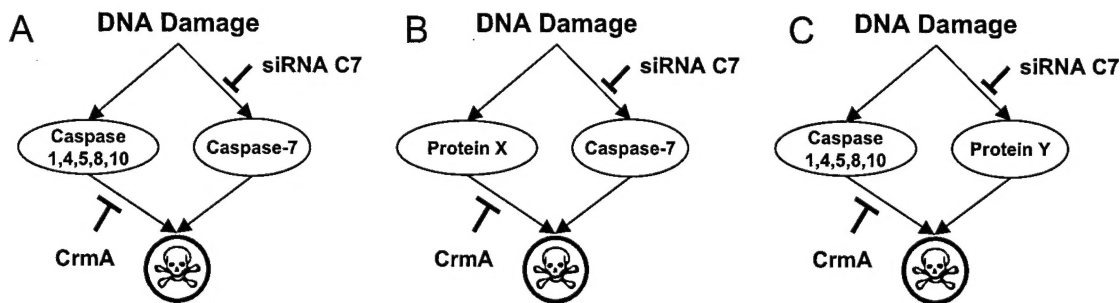 A
DNA Damage
siRNA C7
Caspase
1,4,5,8,10
Caspase-7
CrmA
B
DNA Damage
siRNA C7
Protein X
Caspase-7
CrmA
C
DNA Damage
siRNA C7
Caspase
1,4,5,8,10
Protein Y
CrmA